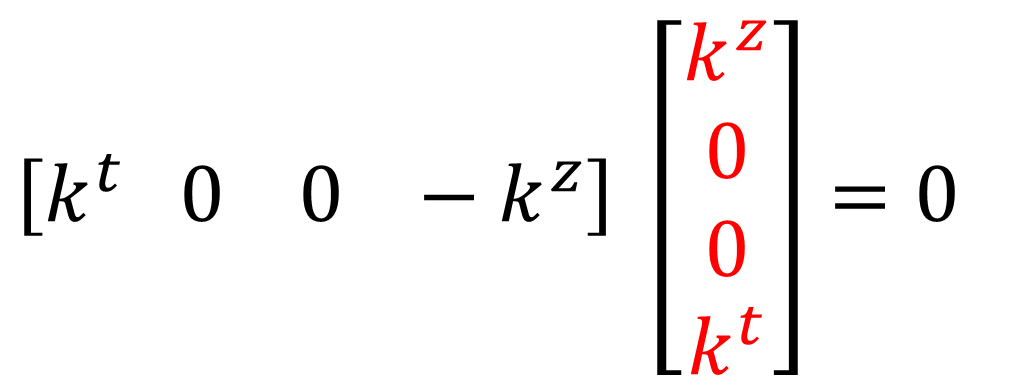 [k^t 0 0 − k^z] [k^z 0 0 k^t] = 0